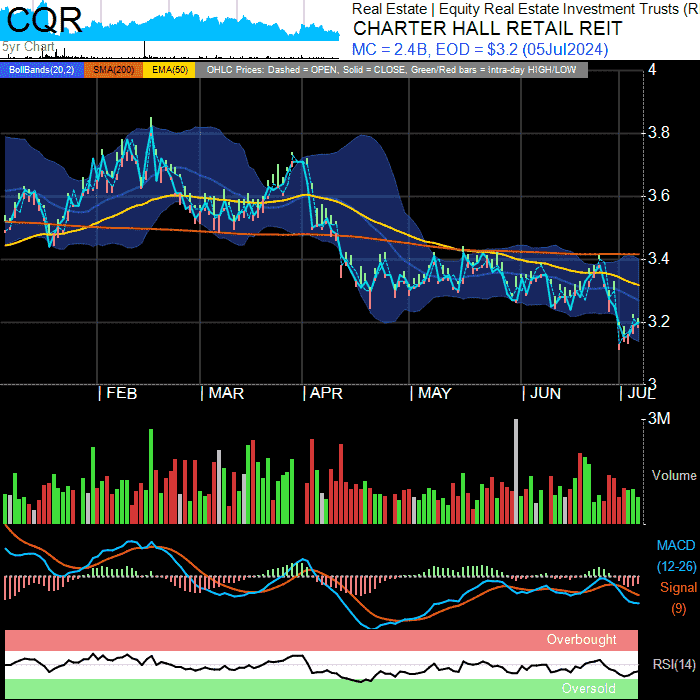 CQR
5yr Chart
Real Estate | Equity Real Estate Investment Trusts (R
CHARTER HALL RETAIL REIT
MC = 2.4B, EOD = $3.2 (05Jul2024)
BollBands(20,2) SMA(200) EMA(50) OHLC Prices: Dashed = OPEN, Solid = CLOSE, Green/Red bars = Intra-day HIGH/LOW
4
3.8
3.6
3.4
3.2
3
| FEB | MAR | APR | MAY | JUN | JUL
3M
Volume
MACD
(12-26)
Signal
(9)
Overbought
RSI(14)
Oversold